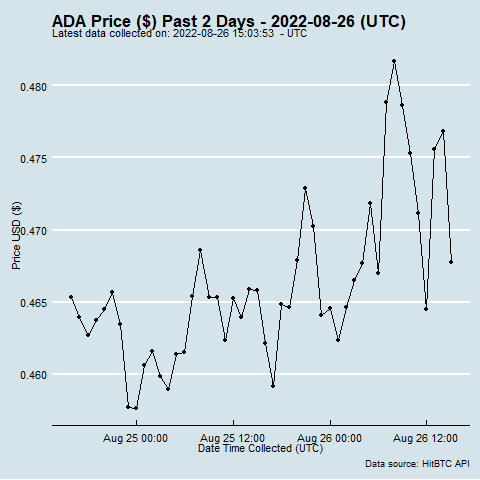 ADA Price ($) Past 2 Days - 2022-08-26 (UTC)
Latest data collected on: 2022-08-26 15:03:53 - UTC
0.480
0.475
0.470
0.465
0.460
Price USD ($)
Aug 25 00:00
Aug 25 12:00
Aug 26 00:00
Aug 26 12:00
Date Time Collected (UTC)
Data source: HitBTC API